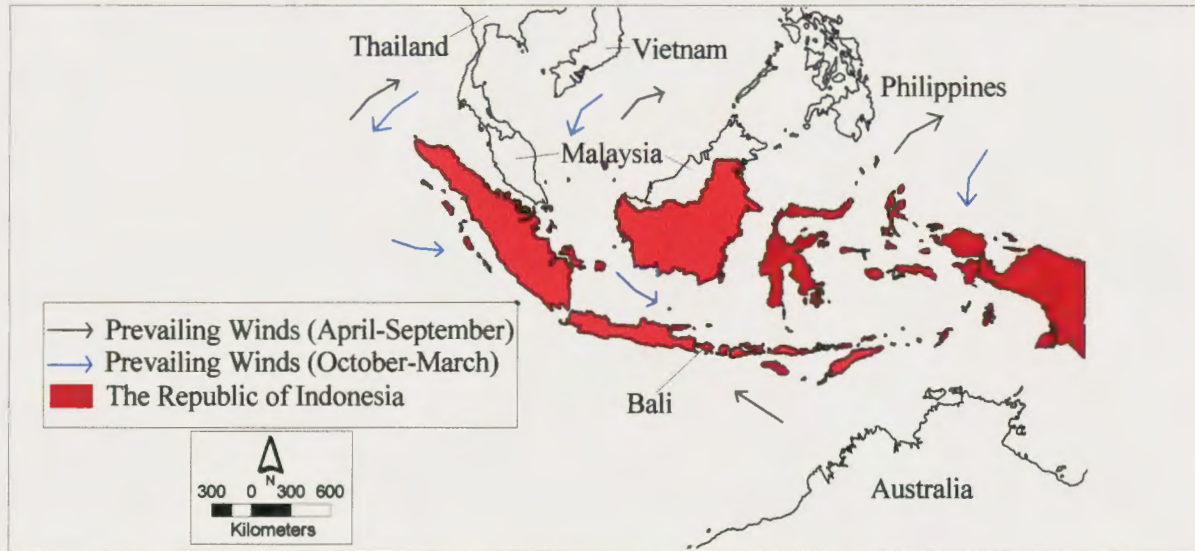 Thailand
Vietnam
Philippines
Malaysia
Prevailing Winds (April-September)
Prevailing Winds (October-March)
The Republic of Indonesia
Bali
N
300 0 300 600
Kilometers
Australia